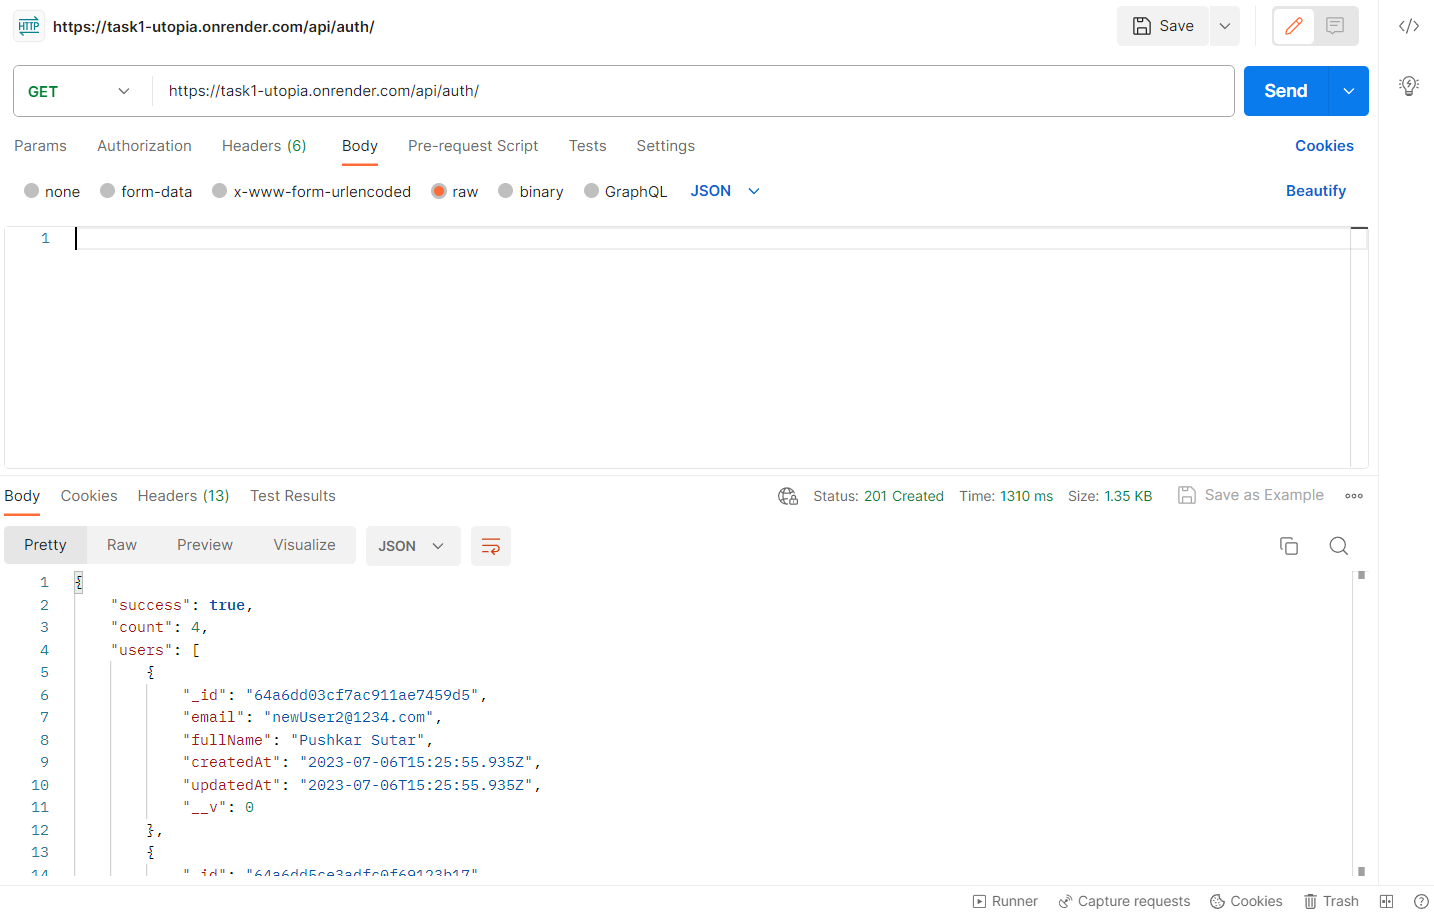 HTTP https://task1-utopia.onrender.com/api/auth/ Save
GET https://task1-utopia.onrender.com/api/auth/ Send
Params Authorization Headers (6) Body Pre-request Script Tests Settings Cookies
none form-data x-www-form-urlencoded raw binary GraphQL JSON Beautify
1
Body Cookies Headers (13) Test Results Status: 201 Created Time: 1310 ms Size: 1.35 KB Save as Example
Pretty Raw Preview Visualize JSON
1 {
2 "success": true,
3 "count": 4,
4 "users": [
5 {
6 "_id": "64a6dd03cf7ac911ae7459d5",
7 "email": "newUser2@1234.com",
8 "fullName": "Pushkar Sutar",
9 "createdAt": "2023-07-06T15:25:55.935Z",
10 "updatedAt": "2023-07-06T15:25:55.935Z",
11 "__v": 0
12 },
13 {
14 "_id": "64a6dd5ce3adfc0f69123b17"
Runner Capture requests Cookies Trash